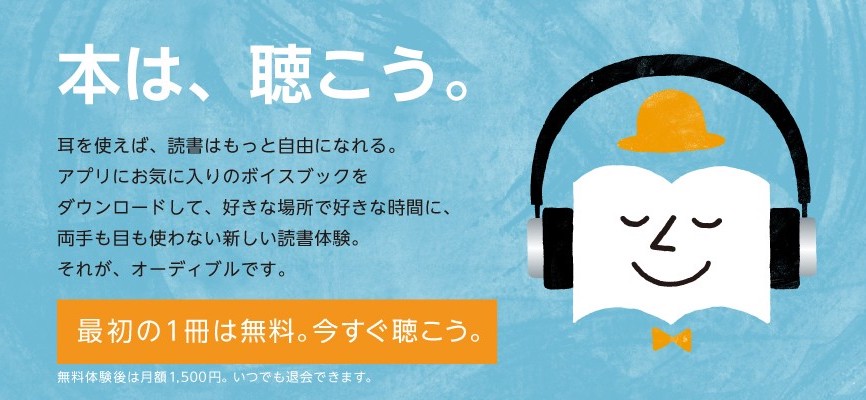 本は、聴こう。
耳を使えば、読書はもっと自由になれる。
アプリにお気に入りのボイスブックを
ダウンロードして、好きな場所で好きな時間に、
両手も目も使わない新しい読書体験。
それが、オーディブルです。
最初の1冊は無料。今すぐ聴こう。
無料体験後は月額1,500円。いつでも退会できます。